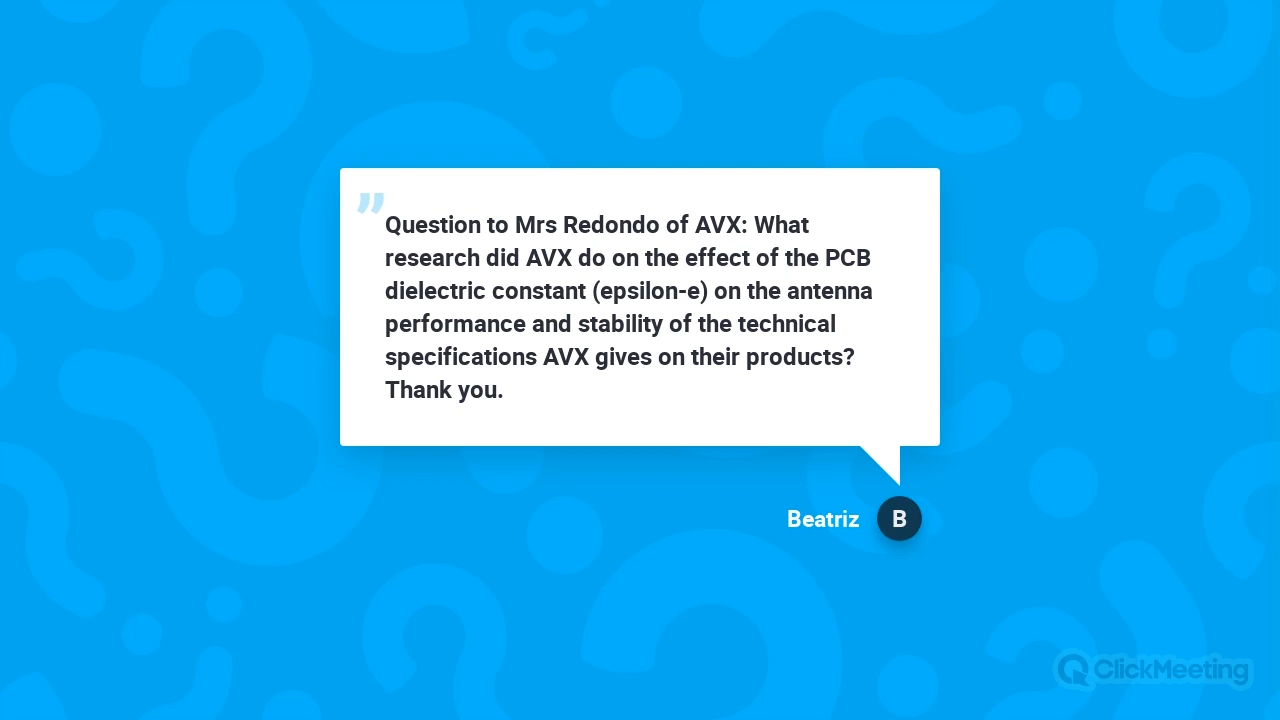 Question to Mrs Redondo of AVX: What
research did AVX do on the effect of the PCB
dielectric constant (epsilon-e) on the antenna
performance and stability of the technical
specifications AVX gives on their products?
Thank you.
Beatriz B
ClickMeeting